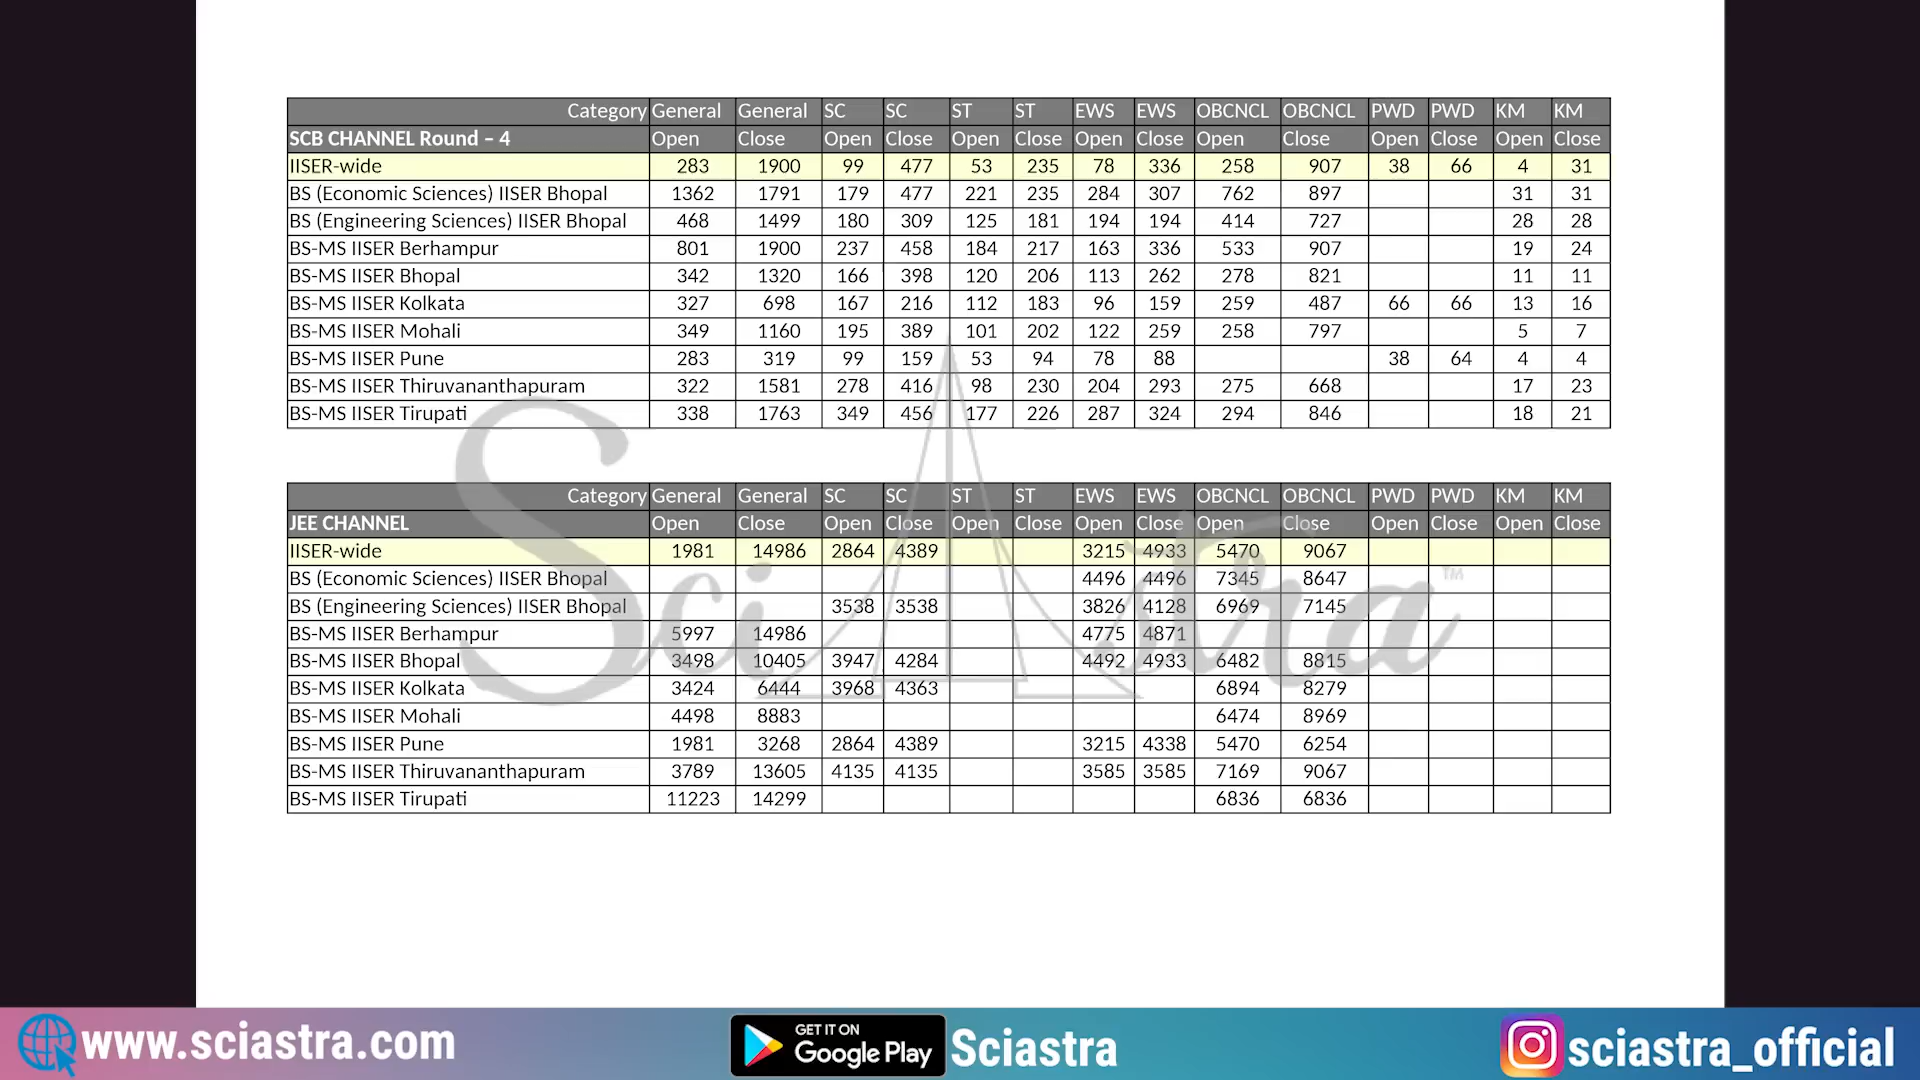 Category General General SC SC ST ST EWS EWS OBCNCL OBCNCL PWD PWD KM KM
SCB CHANNEL Round – 4 Open Close Open Close Open Close Open Close Open Close Open Close Open Close
IISER-wide 283 1900 99 477 53 235 78 336 258 907 38 66 4 31
BS (Economic Sciences) IISER Bhopal 1362 1791 179 477 221 235 284 307 762 897 31 31
BS (Engineering Sciences) IISER Bhopal 468 1499 180 309 125 181 194 194 414 727 28 28
BS-MS IISER Berhampur 801 1900 237 458 184 217 163 336 533 907 19 24
BS-MS IISER Bhopal 342 1320 166 398 120 206 113 262 278 821 11 11
BS-MS IISER Kolkata 327 698 167 216 112 183 96 159 259 487 66 66 13 16
BS-MS IISER Mohali 349 1160 195 389 101 202 122 259 258 797 5 7
BS-MS IISER Pune 283 319 99 159 53 94 78 88 38 64 4 4
BS-MS IISER Thiruvananthapuram 322 1581 278 416 98 230 204 293 275 668 17 23
BS-MS IISER Tirupati 338 1763 349 456 177 226 287 324 294 846 18 21
Category General General SC SC ST ST EWS EWS OBCNCL OBCNCL PWD PWD KM KM
JEE CHANNEL Open Close Open Close Open Close Open Close Open Close Open Close Open Close
IISER-wide 1981 14986 2864 4389 3215 4933 5470 9067
BS (Economic Sciences) IISER Bhopal 4496 4496 7345 8647
BS (Engineering Sciences) IISER Bhopal 3538 3538 3826 4128 6969 7145
BS-MS IISER Berhampur 5997 14986 4775 4871
BS-MS IISER Bhopal 3498 10405 3947 4284 4492 4933 6482 8815
BS-MS IISER Kolkata 3424 6444 3968 4363 6894 8279
BS-MS IISER Mohali 4498 8883 6474 8969
BS-MS IISER Pune 1981 3268 2864 4389 3215 4338 5470 6254
BS-MS IISER Thiruvananthapuram 3789 13605 4135 4135 3585 3585 7169 9067
BS-MS IISER Tirupati 11223 14299 6836 6836
SciAstra™
www.sciastra.com
GET IT ON
Google Play
Sciastra
sciastra_official